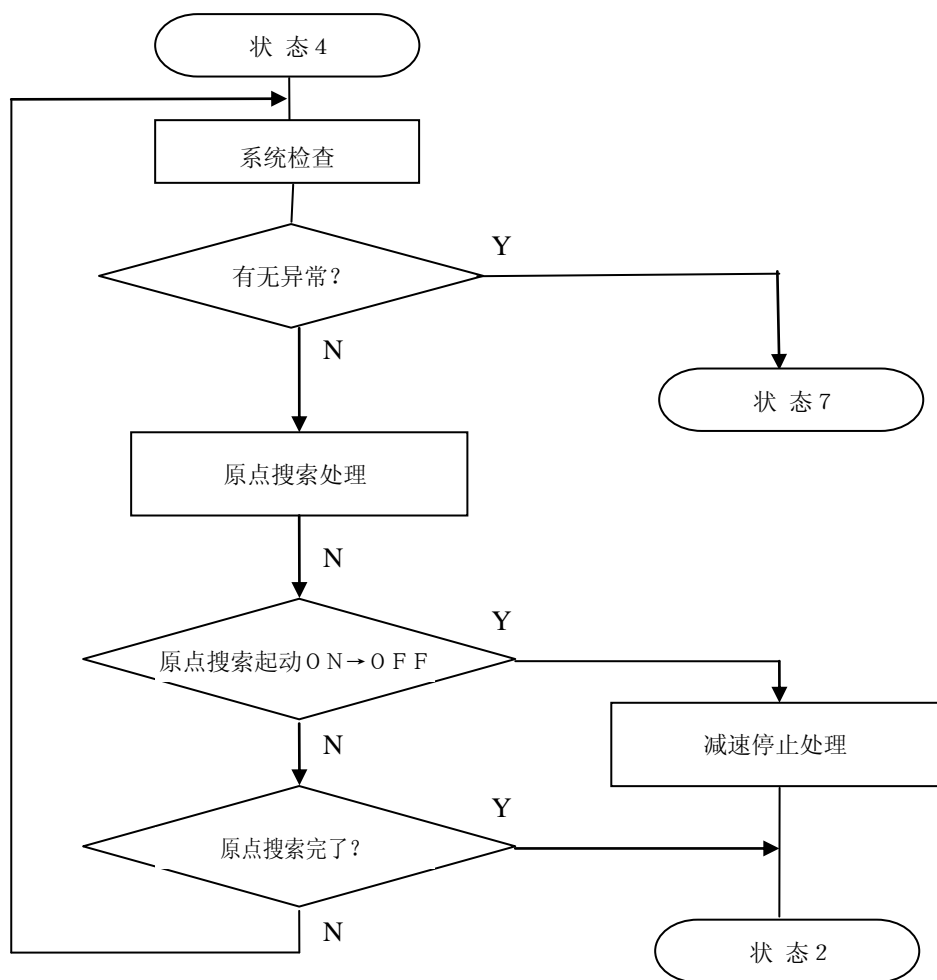 状 态4
系统检查
Y
有无异常？
N
状 态7
原点搜索处理
N
Y
原点搜索起动ＯＮ→ＯＦＦ
减速停止处理
N
Y
原点搜索完了？
N
状 态2